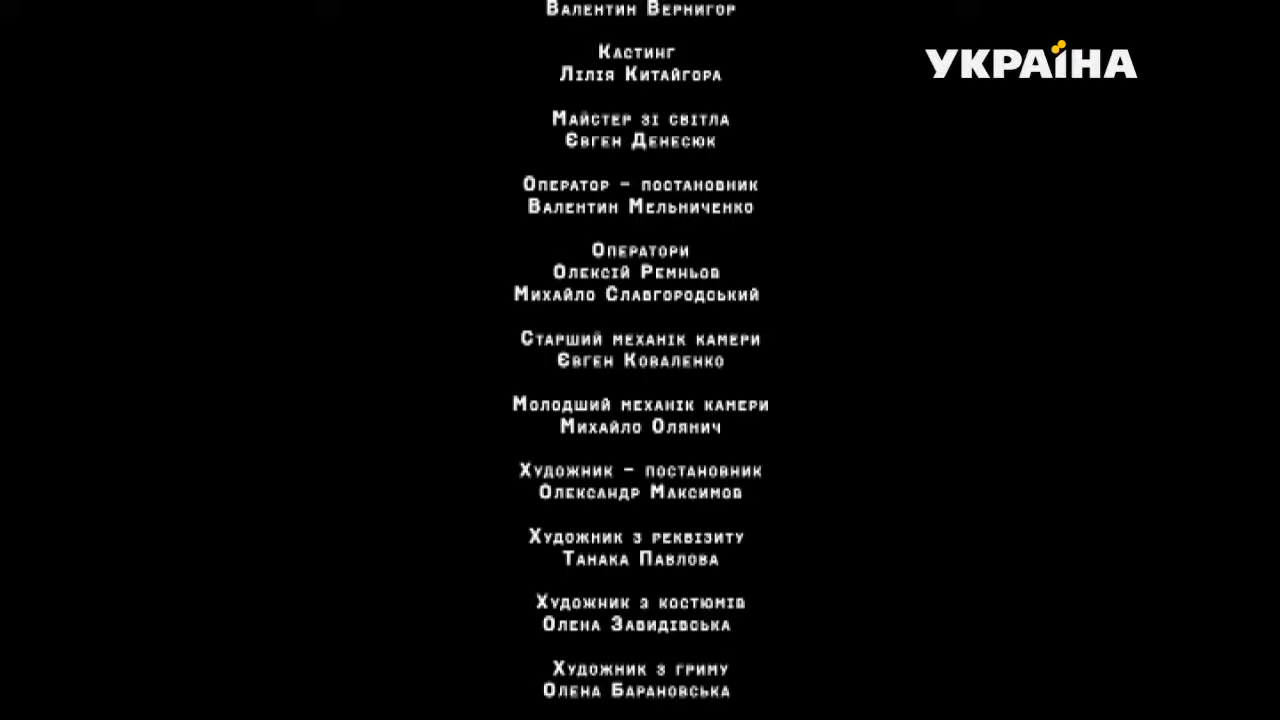 Валентин Вернигор
УКРАЇНА
Кастинг
Лілія Китайгора
Майстер зі світла
Євген Денесюк
Оператор – постановник
Валентин Мельниченко
Оператори
Олексій Ремньов
Михайло Славгородський
Старший механік камери
Євген Коваленко
Молодший механік камери
Михайло Олянич
Художник – постановник
Олександр Максимов
Художник з реквізиту
Танака Павлова
Художник з костюмів
Олена Завидівська
Художник з гриму
Олена Барановська